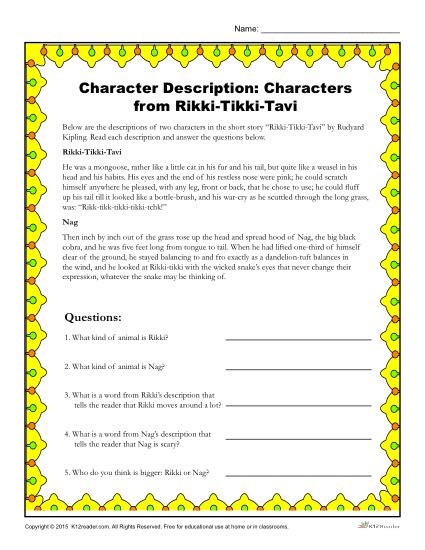 Name:
Character Description: Characters
from Rikki-Tikki-Tavi
Below are the descriptions of two characters in the short story “Rikki-Tikki-Tavi” by Rudyard
Kipling. Read each description and answer the questions below.
Rikki-Tikki-Tavi
He was a mongoose, rather like a little cat in his fur and his tail, but quite like a weasel in his
head and his habits. His eyes and the end of his restless nose were pink; he could scratch
himself anywhere he pleased, with any leg, front or back, that he chose to use; he could fluff
up his tail till it looked like a bottle-brush, and his war-cry as he scuttled through the long grass,
was: “Rikk-tikk-tikki-tikki-tchk!”
Nag
Then inch by inch out of the grass rose up the head and spread hood of Nag, the big black
cobra, and he was five feet long from tongue to tail. When he had lifted one-third of himself
clear of the ground, he stayed balancing to and fro exactly as a dandelion-tuft balances in
the wind, and he looked at Rikki-tikki with the wicked snake’s eyes that never change their
expression, whatever the snake may be thinking of.
Questions:
1. What kind of animal is Rikki?
2. What kind of animal is Nag?
3. What is a word from Rikki’s description that
tells the reader that Rikki moves around a lot?
4. What is a word from Nag’s description that
tells the reader that Nag is scary?
5. Who do you think is bigger: Rikki or Nag?
Copyright © 2015 K12reader.com. All Rights Reserved. Free for educational use at home or in classrooms.
K12Reader